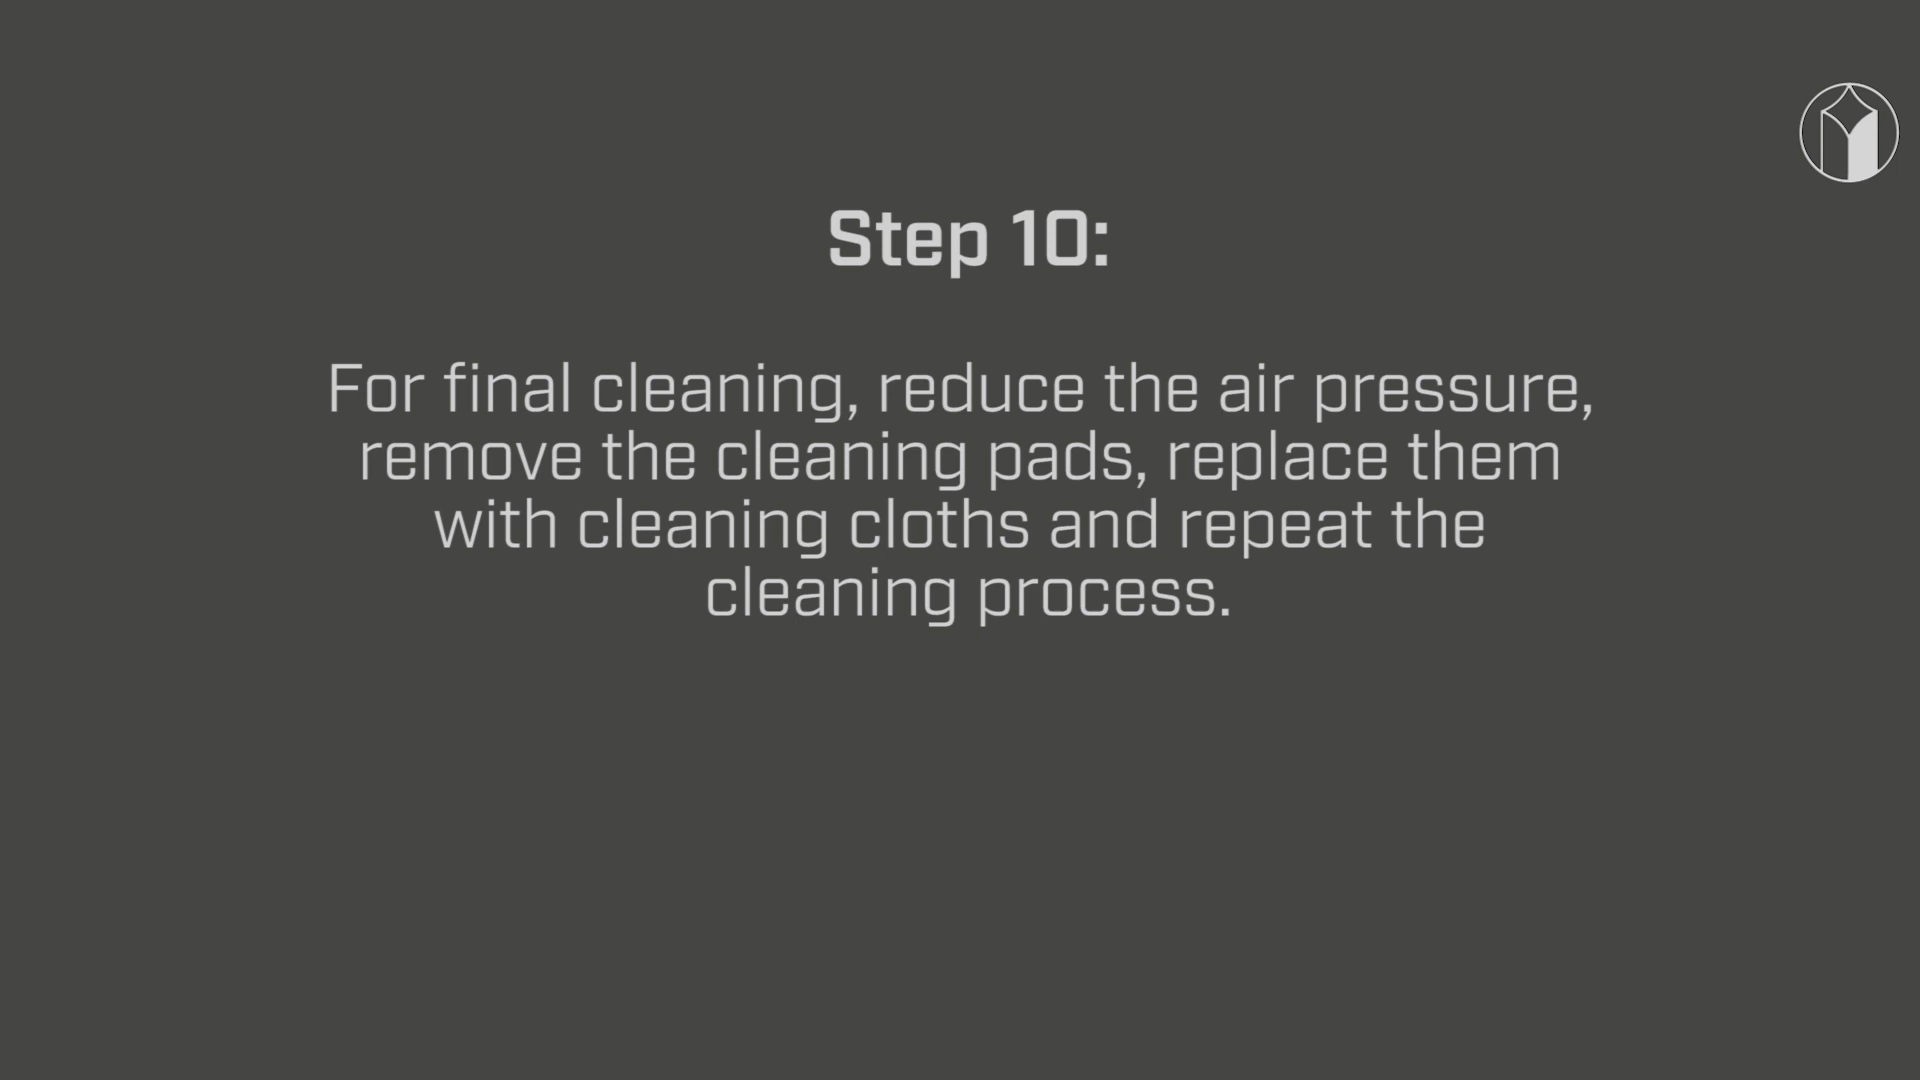 Step 10:
For final cleaning, reduce the air pressure,
remove the cleaning pads, replace them
with cleaning cloths and repeat the
cleaning process.